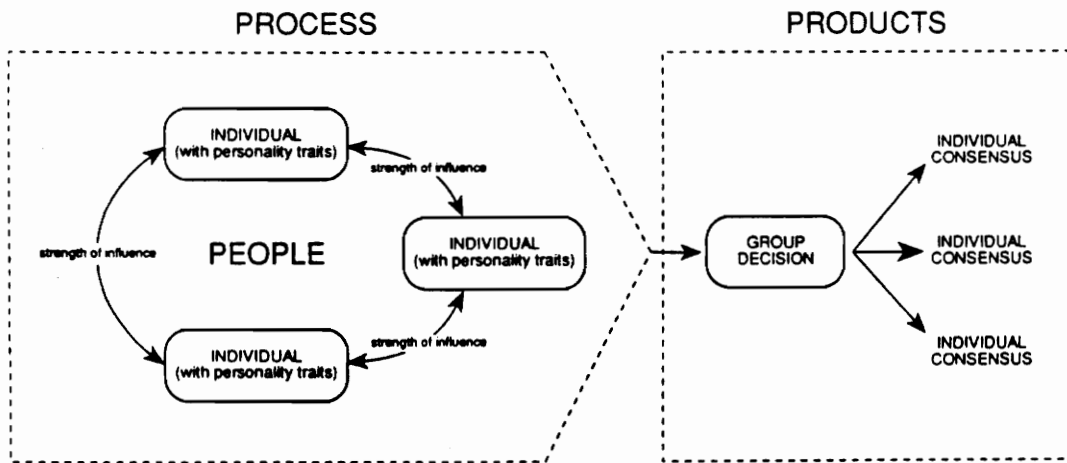 PROCESS
PRODUCTS
INDIVIDUAL
(with personality traits)
strength of influence
strength of influence
PEOPLE
INDIVIDUAL
(with personality traits)
strength of influence
INDIVIDUAL
(with personality traits)
GROUP
DECISION
INDIVIDUAL
CONSENSUS
INDIVIDUAL
CONSENSUS
INDIVIDUAL
CONSENSUS